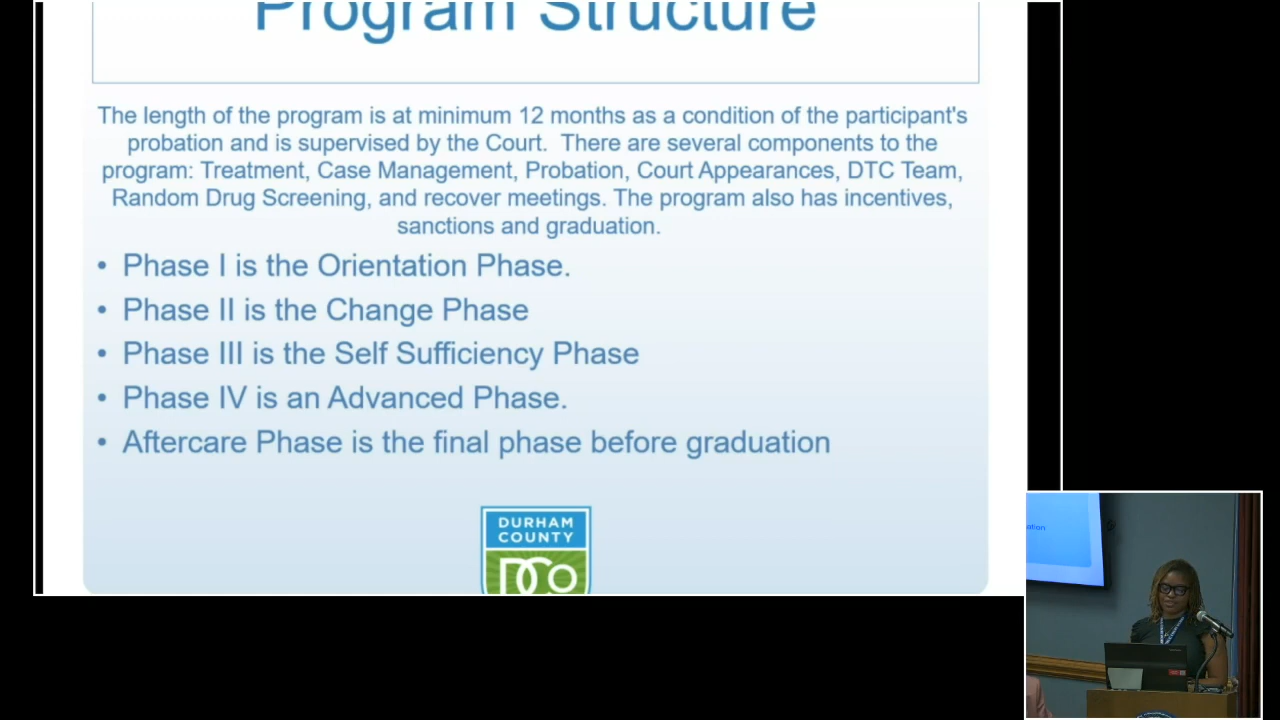 Program Structure
The length of the program is at minimum 12 months as a condition of the participant's
probation and is supervised by the Court. There are several components to the
program: Treatment, Case Management, Probation, Court Appearances, DTC Team,
Random Drug Screening, and recover meetings. The program also has incentives,
sanctions and graduation.
• Phase I is the Orientation Phase.
• Phase II is the Change Phase
• Phase III is the Self Sufficiency Phase
• Phase IV is an Advanced Phase.
• Aftercare Phase is the final phase before graduation
DURHAM
COUNTY
DCO